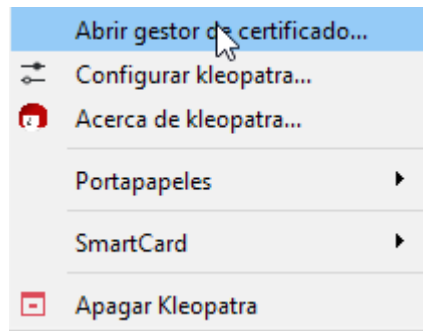 Abrir gestor de certificado...
Configurar kleopatra...
Acerca de kleopatra...
Portapapeles
SmartCard
Apagar Kleopatra